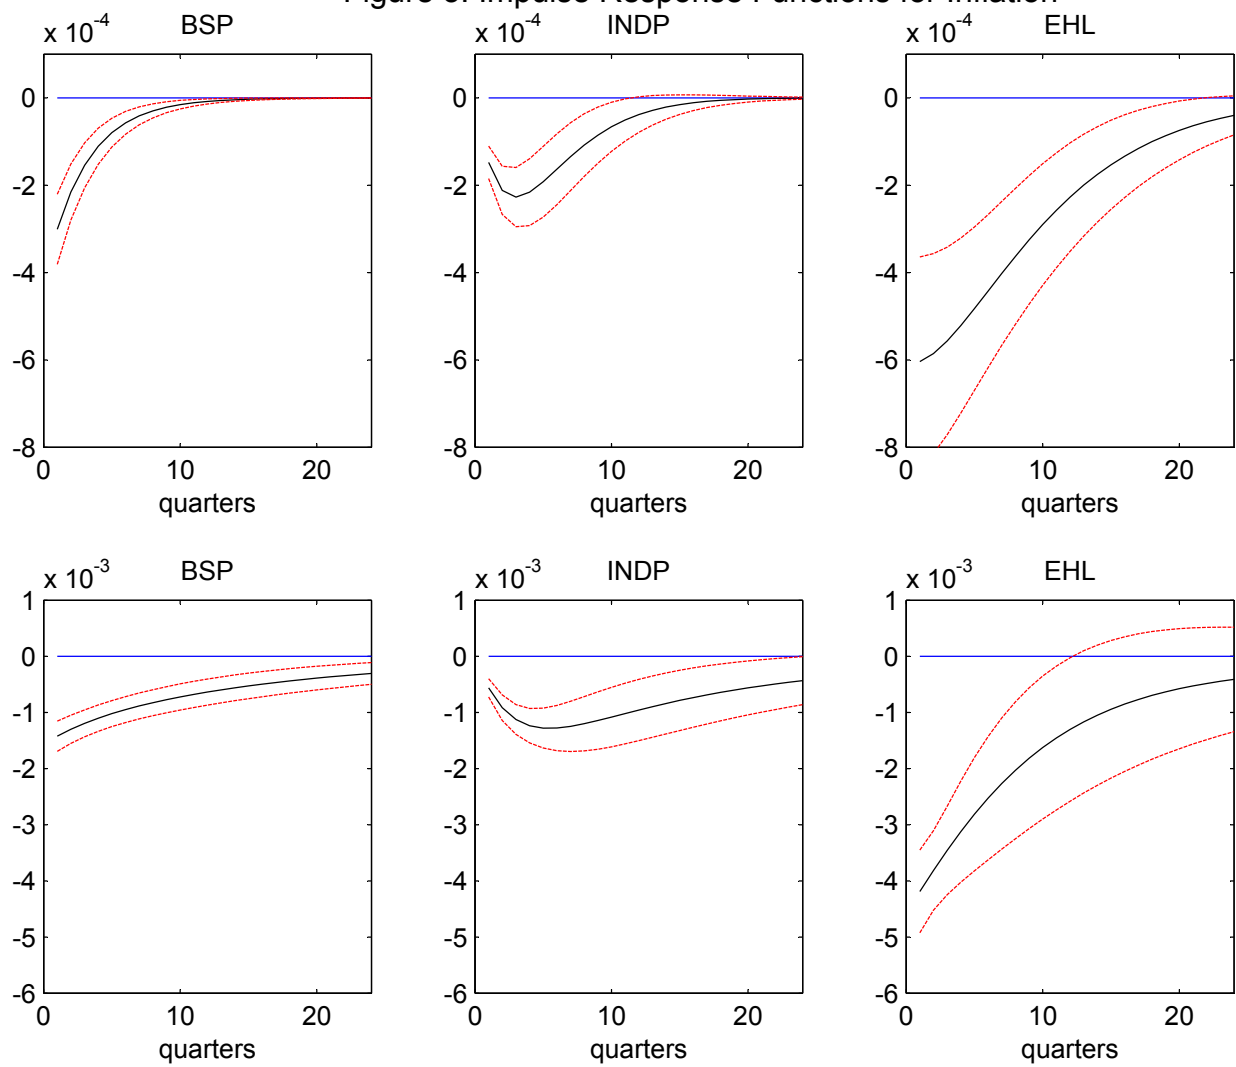 Figure 3: Impulse Response Functions for Inflation
x 10^-4 BSP x 10^-4 INDP x 10^-4 EHL
0 0 0
-2 -2 -2
-4 -4 -4
-6 -6 -6
-8 -8 -8
0 10 20 0 10 20 0 10 20
quarters quarters quarters
x 10^-3 BSP x 10^-3 INDP x 10^-3 EHL
1 1 1
0 0 0
-1 -1 -1
-2 -2 -2
-3 -3 -3
-4 -4 -4
-5 -5 -5
-6 -6 -6
0 10 20 0 10 20 0 10 20
quarters quarters quarters